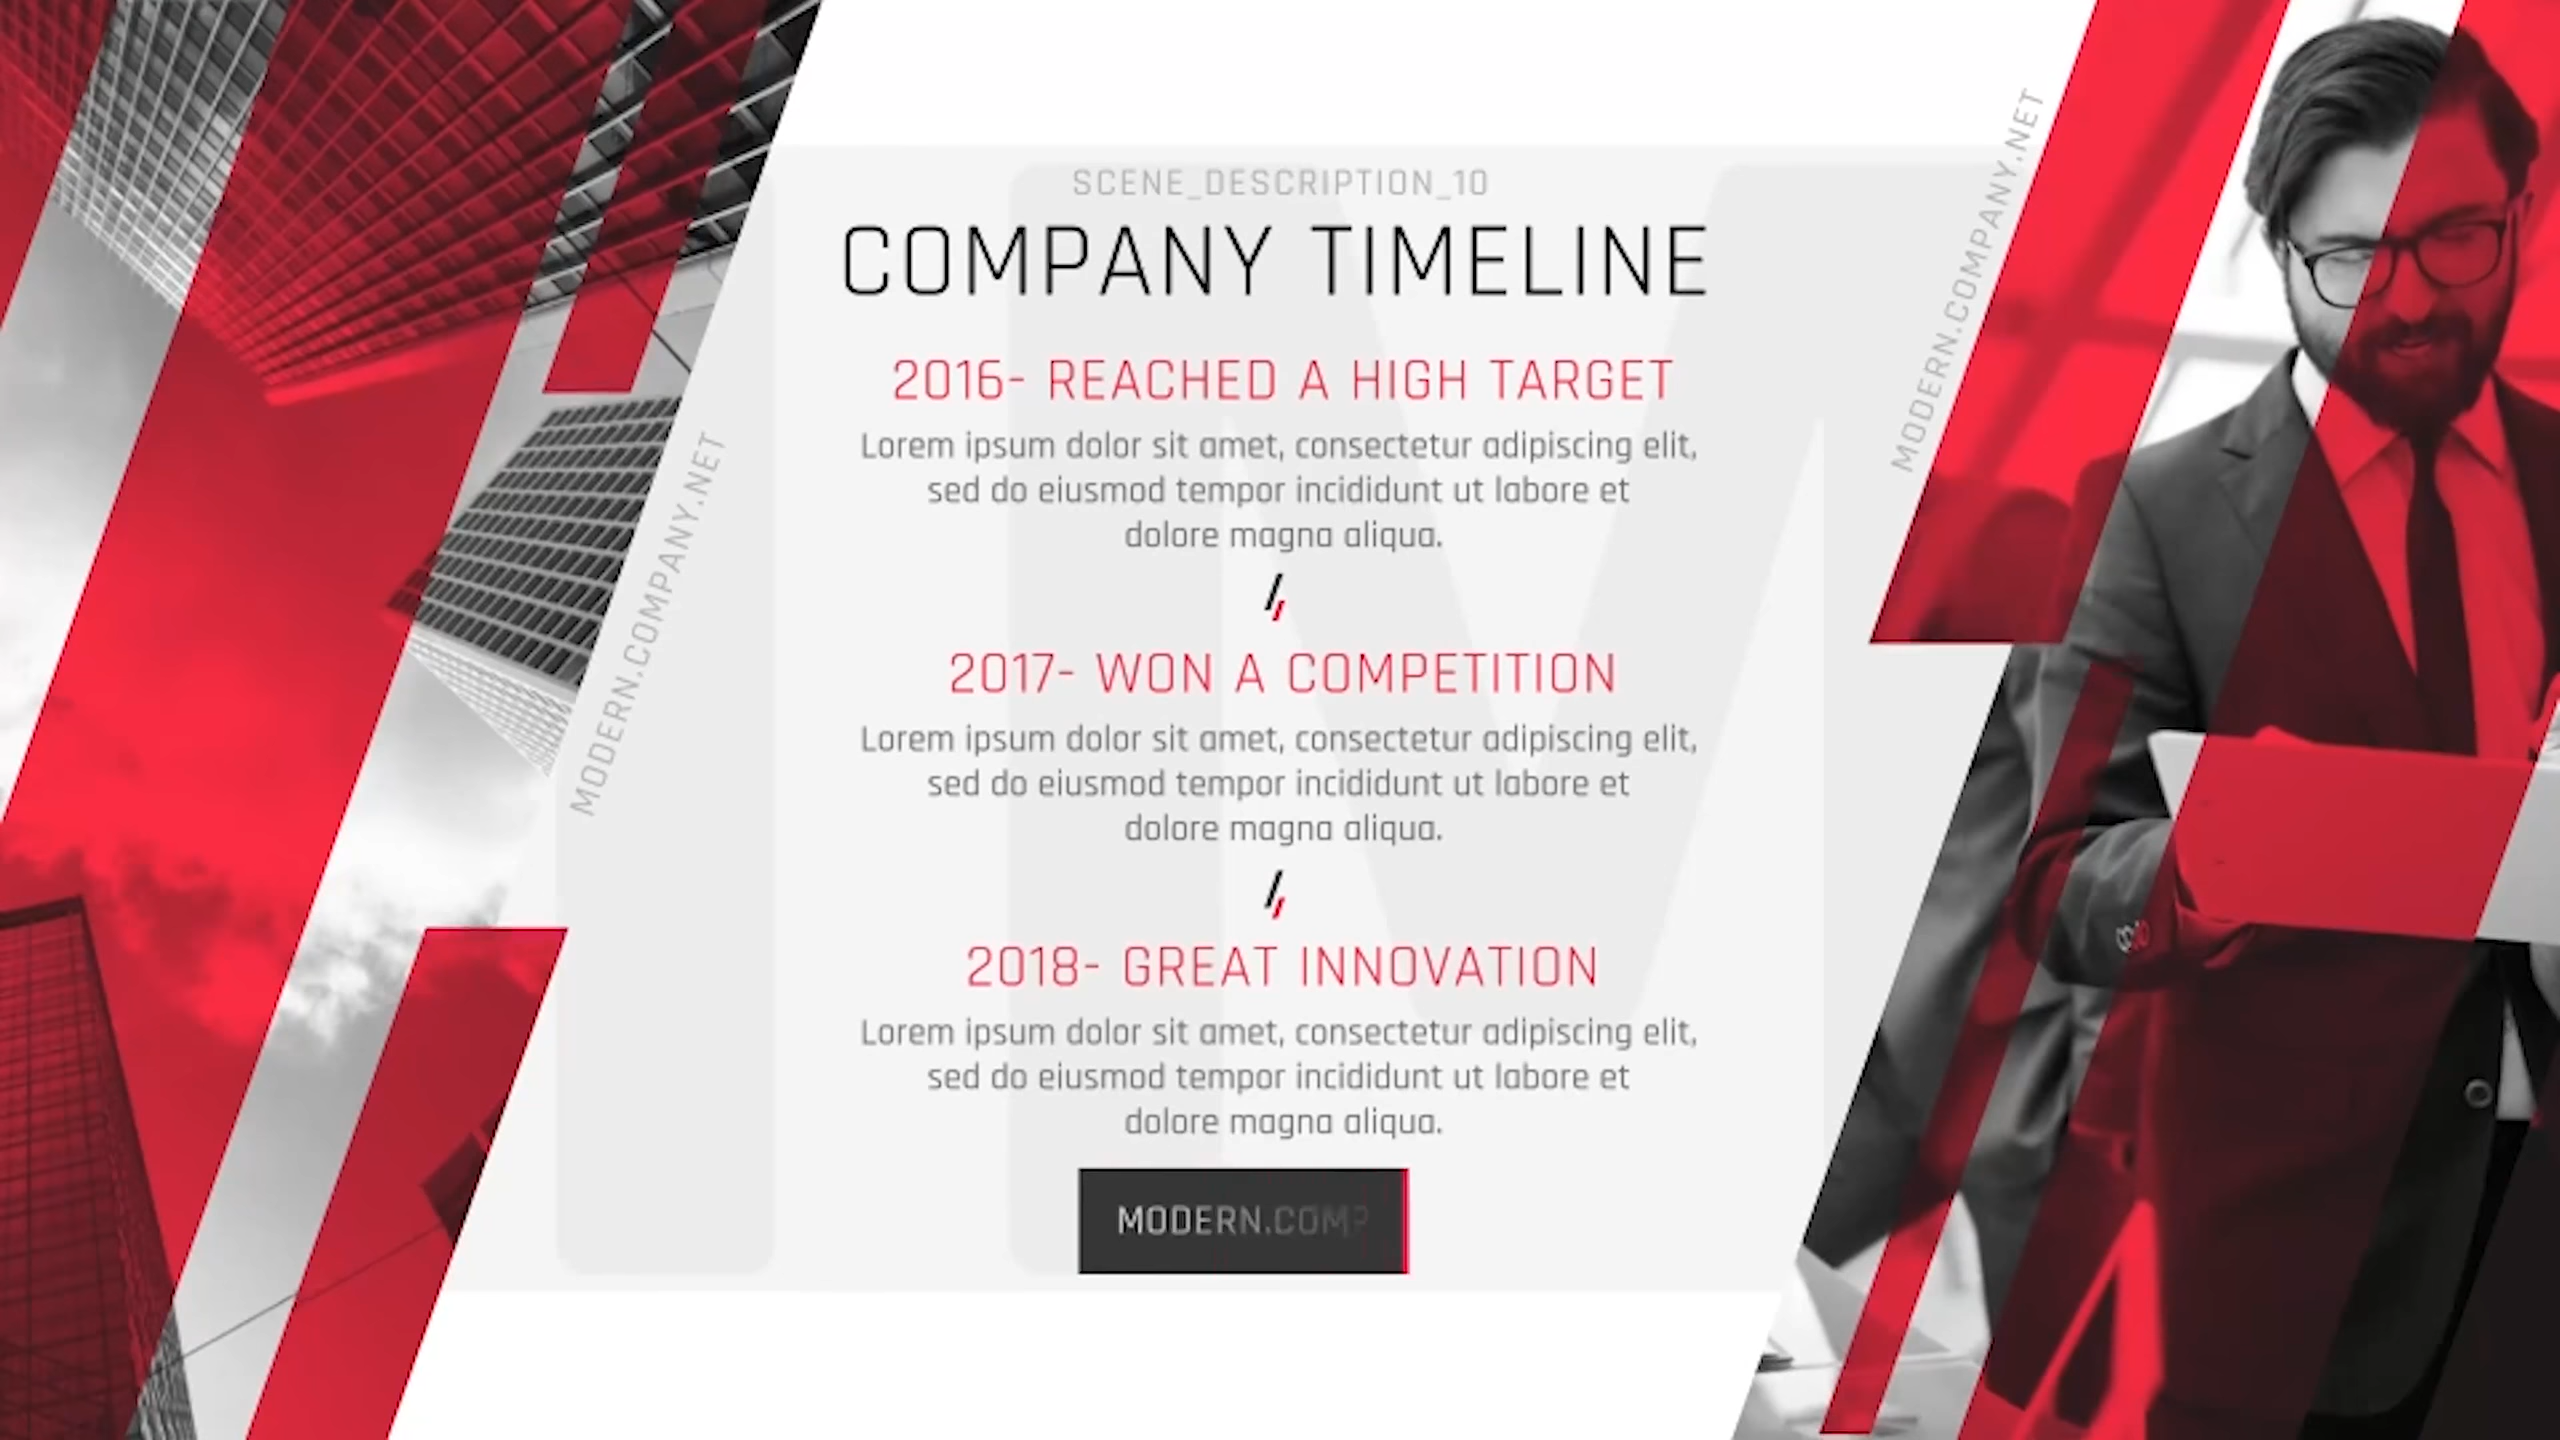 SCENE_DESCRIPTION_10
COMPANY TIMELINE
2016- REACHED A HIGH TARGET
Lorem ipsum dolor sit amet, consectetur adipiscing elit,
sed do eiusmod tempor incididunt ut labore et
dolore magna aliqua.
2017- WON A COMPETITION
Lorem ipsum dolor sit amet, consectetur adipiscing elit,
sed do eiusmod tempor incididunt ut labore et
dolore magna aliqua.
2018- GREAT INNOVATION
Lorem ipsum dolor sit amet, consectetur adipiscing elit,
sed do eiusmod tempor incididunt ut labore et
dolore magna aliqua.
MODERN.COMP
MODERN.COMPANY.NET
MODERN.COMPANY.NET